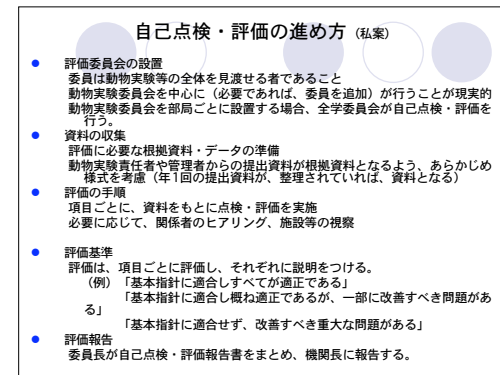 自己点検・評価の進め方（私案）
● 評価委員会の設置
委員は動物実験等の全体を見渡せる者であること
動物実験委員会を中心に（必要であれば、委員を追加）が行うことが現実的
動物実験委員会を部局ごとに設置する場合、全学委員会が自己点検・評価を
行う。
● 資料の収集
評価に必要な根拠資料・データの準備
動物実験責任者や管理者からの提出資料が根拠資料となるよう、あらかじめ
様式を考慮（年1回の提出資料が、整理されていれば、資料となる）
● 評価の手順
項目ごとに、資料をもとに点検・評価を実施
必要に応じて、関係者のヒアリング、施設等の視察
● 評価基準
評価は、項目ごとに評価し、それぞれに説明をつける。
（例）「基本指針に適合しすべてが適正である」
「基本指針に適合し概ね適正であるが、一部に改善すべき問題があ
る」
「基本指針に適合せず、改善すべき重大な問題がある」
● 評価報告
委員長が自己点検・評価報告書をまとめ、機関長に報告する。